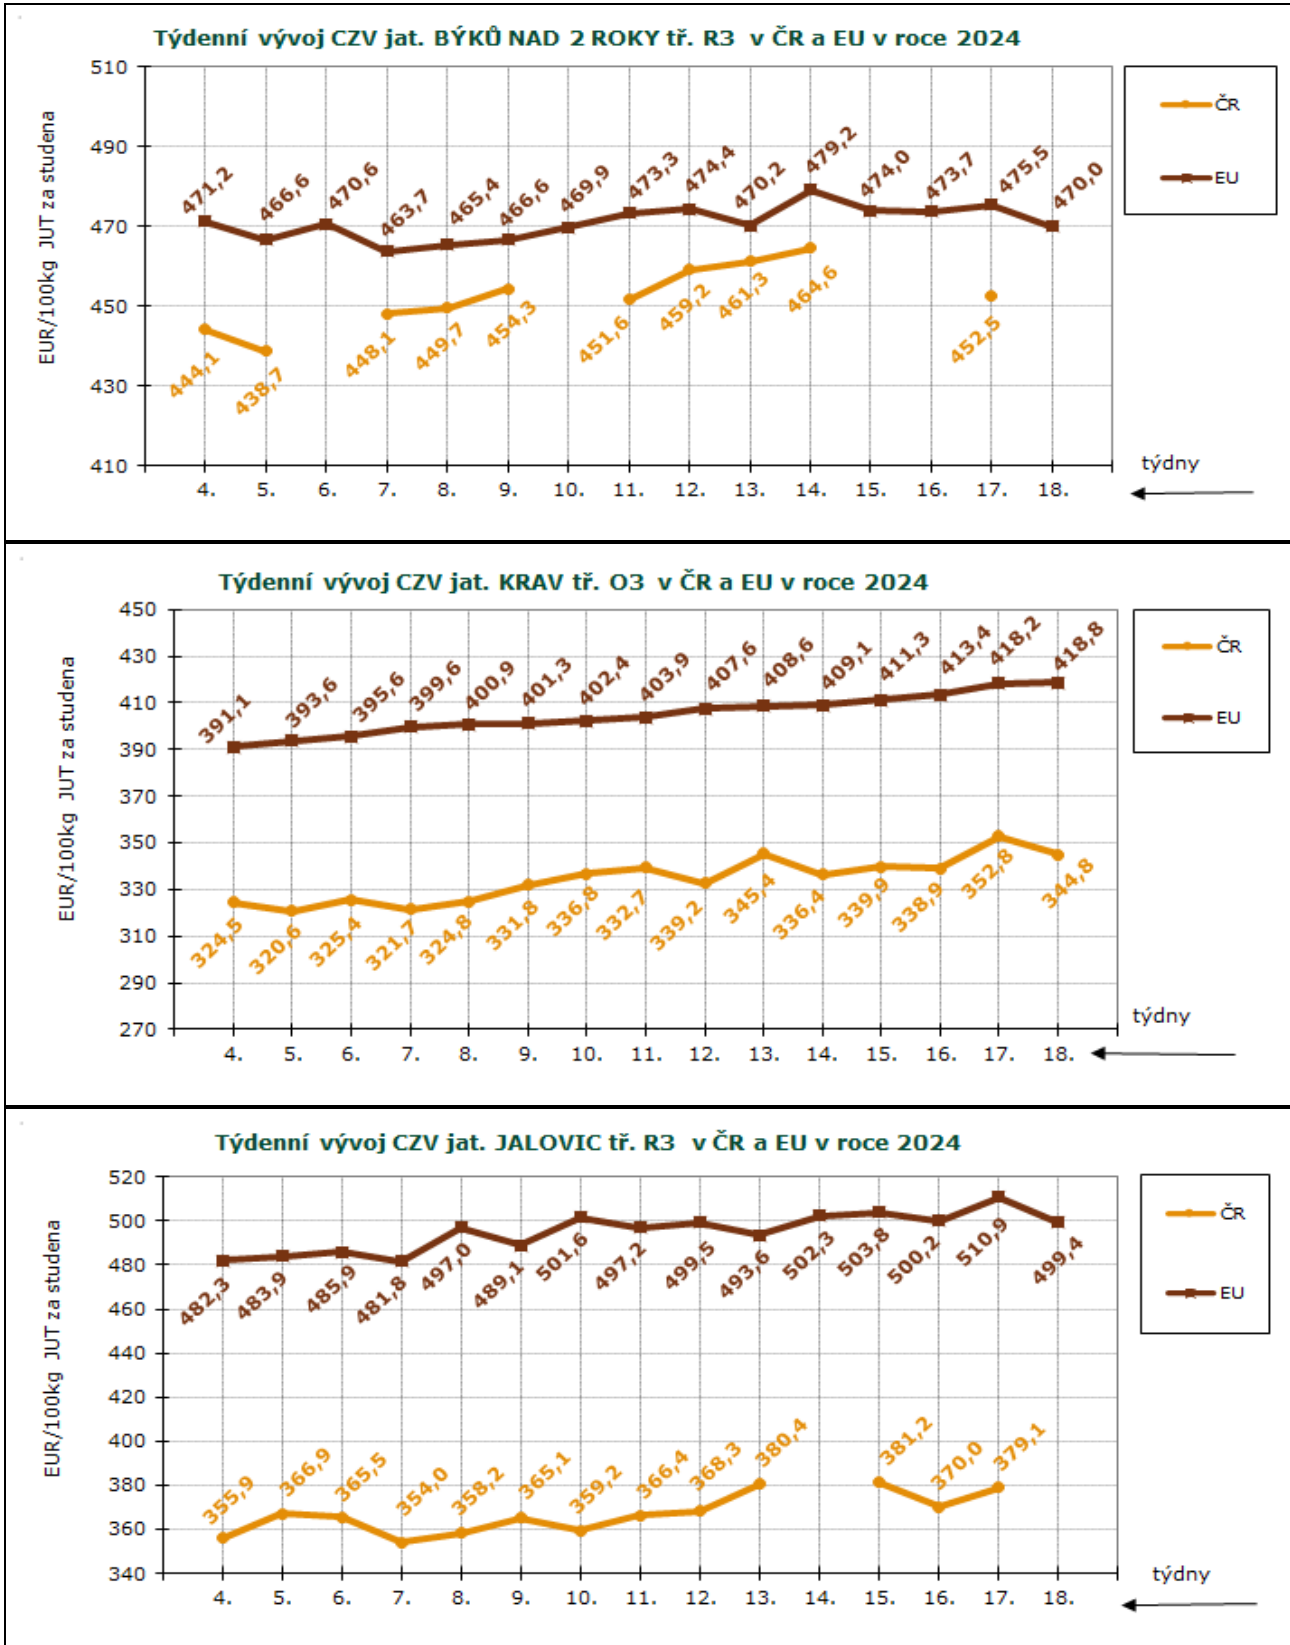 Týdenní vývoj CZV jat. BÝKŮ NAD 2 ROKY tř. R3 v ČR a EU v roce 2024
EUR/100kg JUT za studena
510
490
470
450
430
410
471,2 466,6 470,6 463,7 465,4 466,6 469,9 473,3 474,4 470,2 479,2 474,0 473,7 475,5 470,0
444,1 438,7 448,1 449,7 454,3 451,6 459,2 461,3 464,6 452,5
4. 5. 6. 7. 8. 9. 10. 11. 12. 13. 14. 15. 16. 17. 18.
týdny
ČR
EU
Týdenní vývoj CZV jat. KRAV tř. O3 v ČR a EU v roce 2024
EUR/100kg JUT za studena
450
430
410
390
370
350
330
310
290
270
391,1 393,6 395,6 399,6 400,9 401,3 402,4 403,9 407,6 408,6 409,1 411,3 413,4 418,2 418,8
324,5 320,6 325,4 321,7 324,8 331,8 336,8 332,7 339,2 345,4 336,4 339,9 338,9 352,8 344,8
4. 5. 6. 7. 8. 9. 10. 11. 12. 13. 14. 15. 16. 17. 18.
týdny
ČR
EU
Týdenní vývoj CZV jat. JALOVIC tř. R3 v ČR a EU v roce 2024
EUR/100kg JUT za studena
520
500
480
460
440
420
400
380
360
340
482,3 483,9 485,9 481,8 497,0 489,1 501,6 497,2 499,5 493,6 502,3 503,8 500,2 510,9 499,4
355,9 366,9 365,5 354,0 358,2 365,1 359,2 366,4 368,3 380,4 381,2 370,0 379,1
4. 5. 6. 7. 8. 9. 10. 11. 12. 13. 14. 15. 16. 17. 18.
týdny
ČR
EU